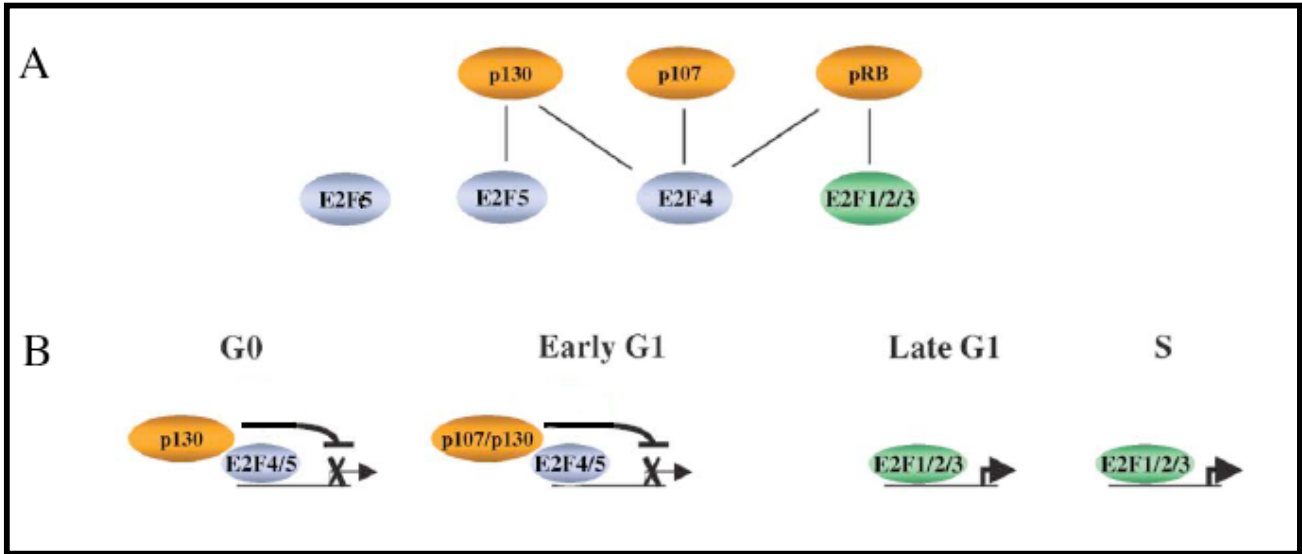 A
p130 p107 pRB
E2F6 E2F5 E2F4 E2F1/2/3
B G0 Early G1 Late G1 S
p130 p107/p130
E2F4/5 X E2F4/5 X E2F1/2/3 E2F1/2/3